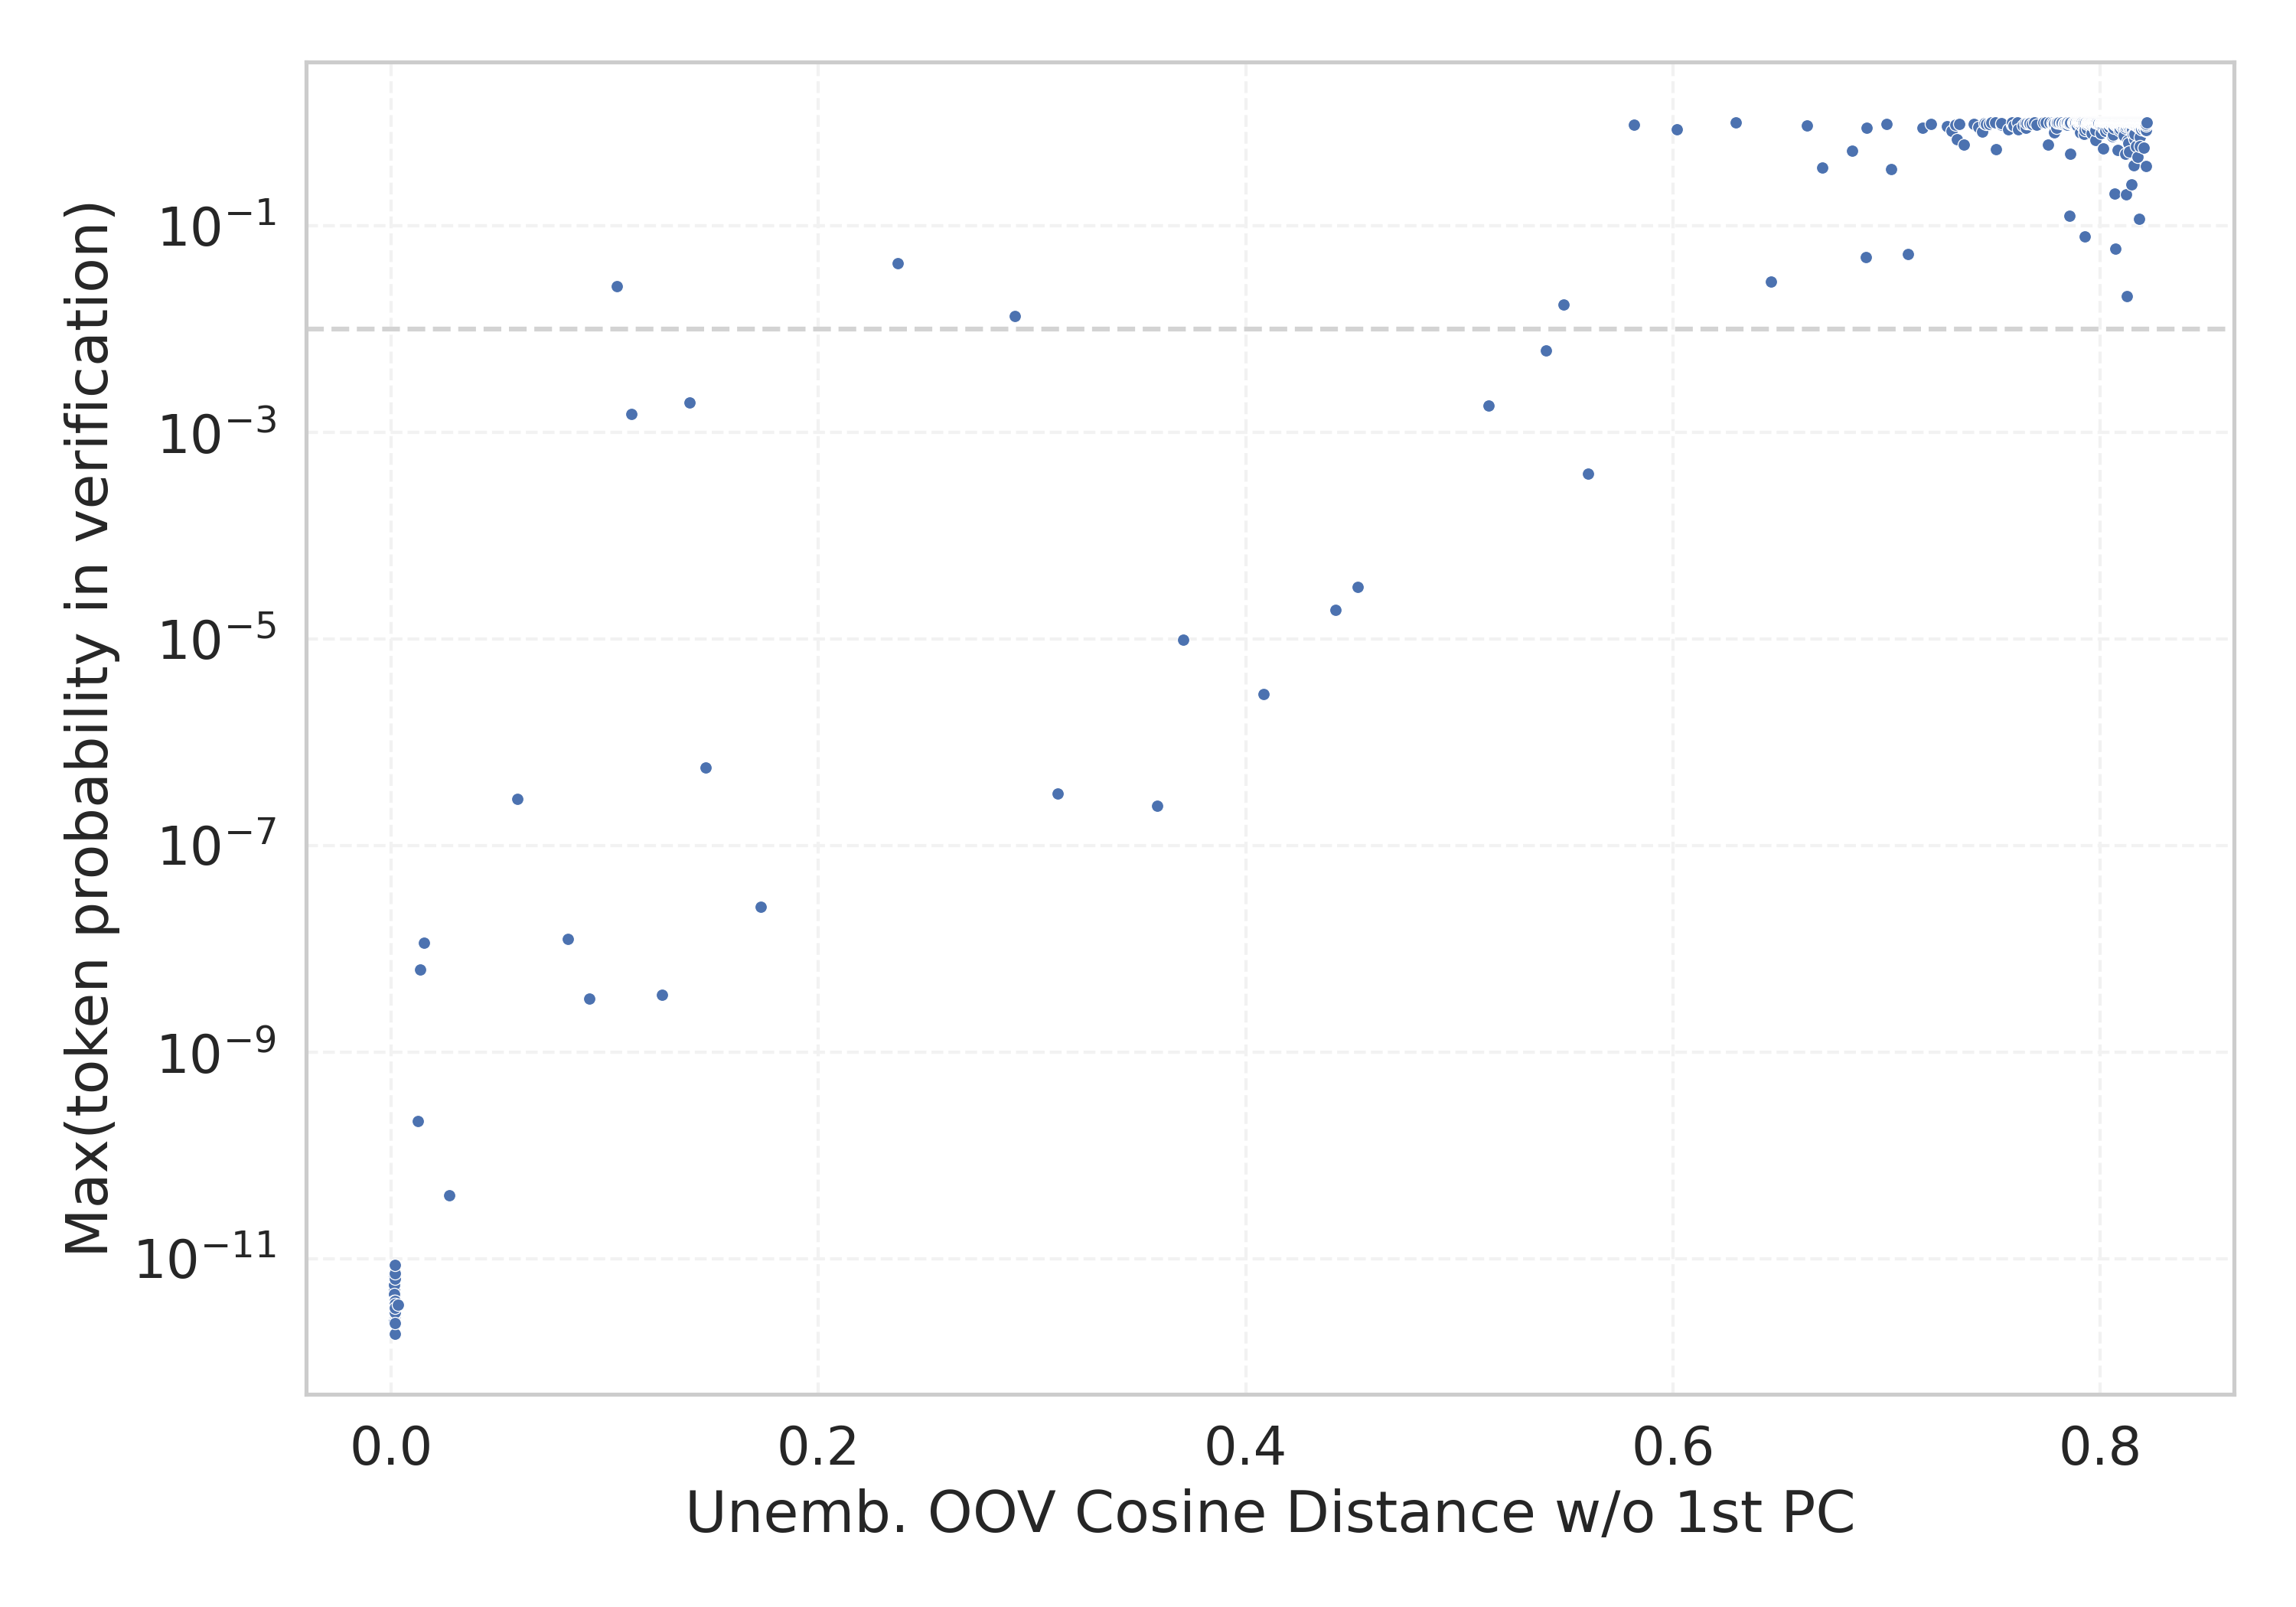 Max(token probability in verification)
10⁻¹
10⁻³
10⁻⁵
10⁻⁷
10⁻⁹
10⁻¹¹
0.0 0.2 0.4 0.6 0.8
Unemb. OOV Cosine Distance w/o 1st PC